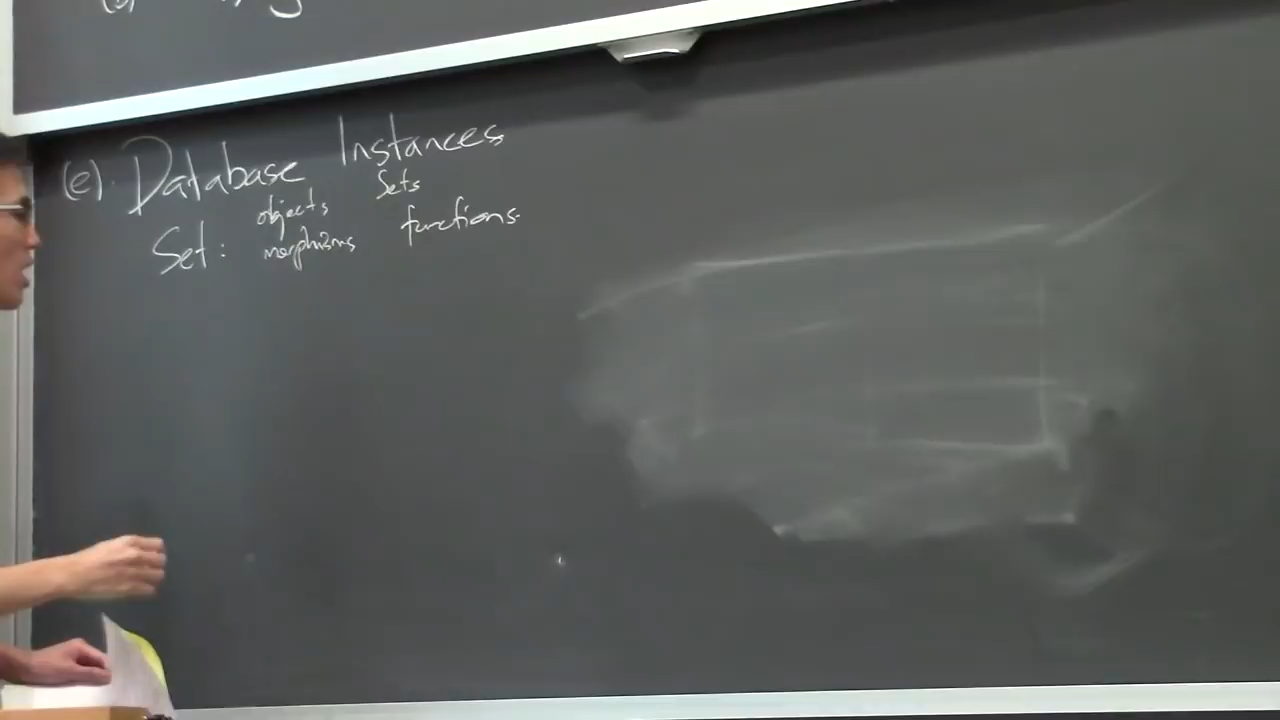 (e). Database Instances
objects Sets
Set: morphisms functions.